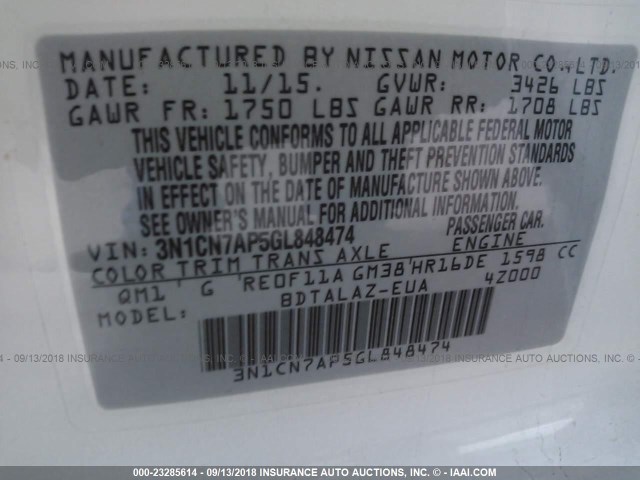 MANUFACTURED BY NISSAN MOTOR CO.,LTD.
DATE: 11/15. GVWR: 3426 LBS
GAWR FR: 1750 LBS GAWR RR: 1708 LBS
THIS VEHICLE CONFORMS TO ALL APPLICABLE FEDERAL MOTOR
VEHICLE SAFETY, BUMPER AND THEFT PREVENTION STANDARDS
IN EFFECT ON THE DATE OF MANUFACTURE SHOWN ABOVE.
SEE OWNER'S MANUAL FOR ADDITIONAL INFORMATION.
VIN: 3N1CN7AP5GL848474 PASSENGER CAR.
COLOR TRIM TRANS AXLE ENGINE
QM1 ' G 'RE0F11A GM38'HR16DE 1598 CC
MODEL: BDTALAZ-EUA 4Z000
3N1CN7AP5GL848474
000-23285614 - 09/13/2018 - INSURANCE AUTO AUCTIONS, INC. - IAAI.COM